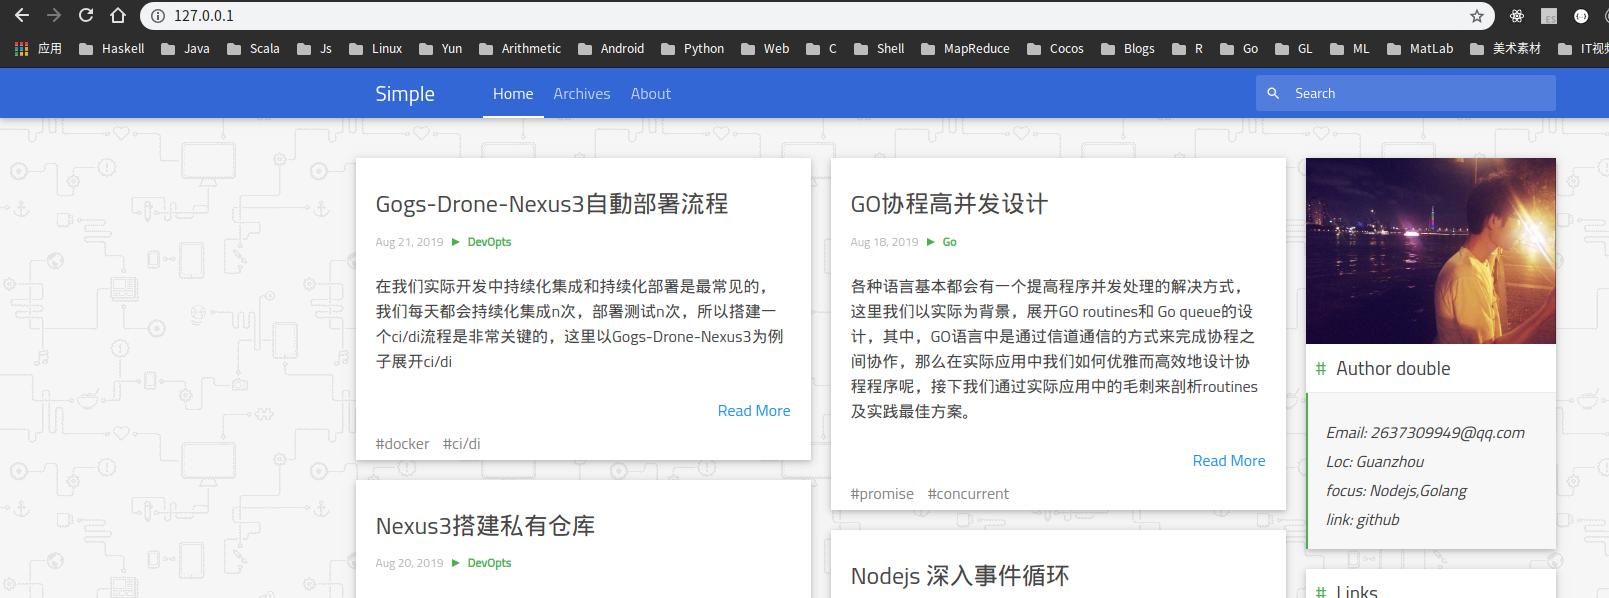 127.0.0.1
应用 Haskell Java Scala Js Linux Yun Arithmetic Android Python Web C Shell MapReduce Cocos Blogs R Go GL ML MatLab 美术素材 IT视
Simple Home Archives About Search
Gogs-Drone-Nexus3自動部署流程
Aug 21, 2019 ▶ DevOpts
在我们实际开发中持续化集成和持续化部署是最常见的，
我们每天都会持续化集成n次，部署测试n次，所以搭建一
个ci/di流程是非常关键的，这里以Gogs-Drone-Nexus3为例
子展开ci/di
Read More
#docker #ci/di
Nexus3搭建私有仓库
Aug 20, 2019 ▶ DevOpts
GO协程高并发设计
Aug 18, 2019 ▶ Go
各种语言基本都会有一个提高程序并发处理的解决方式，
这里我们以实际为背景，展开GO routines和 Go queue的设
计，其中，GO语言中是通过信道通信的方式来完成协程之
间协作，那么在实际应用中我们如何优雅而高效地设计协
程程序呢，接下我们通过实际应用中的毛刺来剖析routines
及实践最佳方案。
Read More
#promise #concurrent
Nodejs 深入事件循环
# Author double
Email: 2637309949@qq.com
Loc: Guanzhou
focus: Nodejs,Golang
link: github
# Links